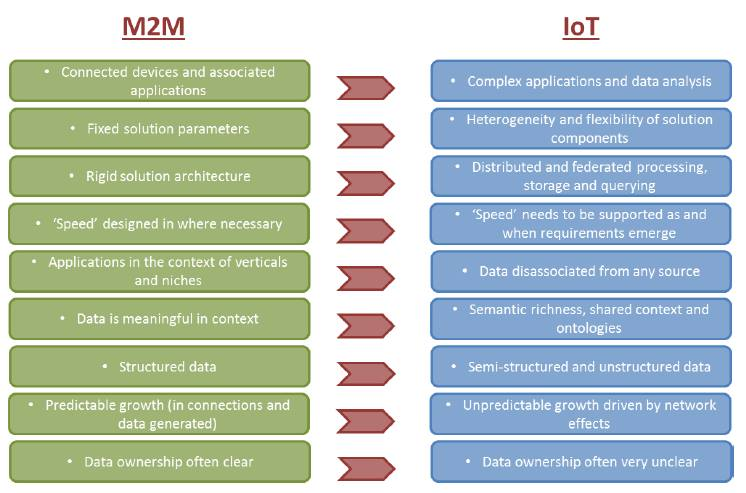 M2M
IoT
• Connected devices and associated
applications
• Complex applications and data analysis
• Fixed solution parameters
• Heterogeneity and flexibility of solution
components
• Rigid solution architecture
• Distributed and federated processing,
storage and querying
• ‘Speed’ designed in where necessary
• ‘Speed’ needs to be supported as and
when requirements emerge
• Applications in the context of verticals
and niches
• Data disassociated from any source
• Data is meaningful in context
• Semantic richness, shared context and
ontologies
• Structured data
• Semi-structured and unstructured data
• Predictable growth (in connections and
data generated)
• Unpredictable growth driven by network
effects
• Data ownership often clear
• Data ownership often very unclear